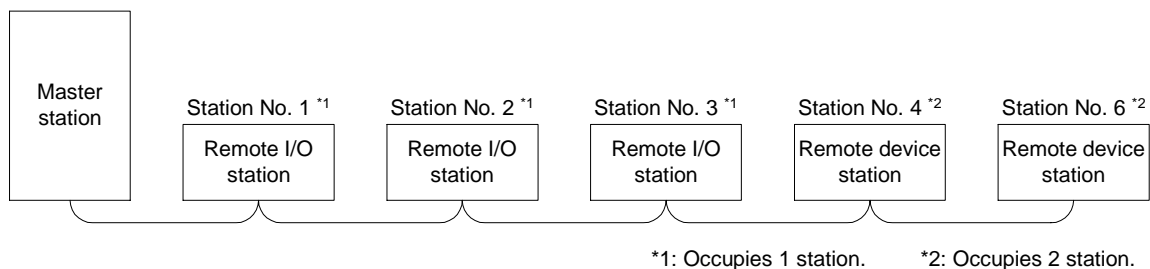 Master
station
Station No. 1 *1
Remote I/O
station
Station No. 2 *1
Remote I/O
station
Station No. 3 *1
Remote I/O
station
Station No. 4 *2
Remote device
station
Station No. 6 *2
Remote device
station
*1: Occupies 1 station.
*2: Occupies 2 station.